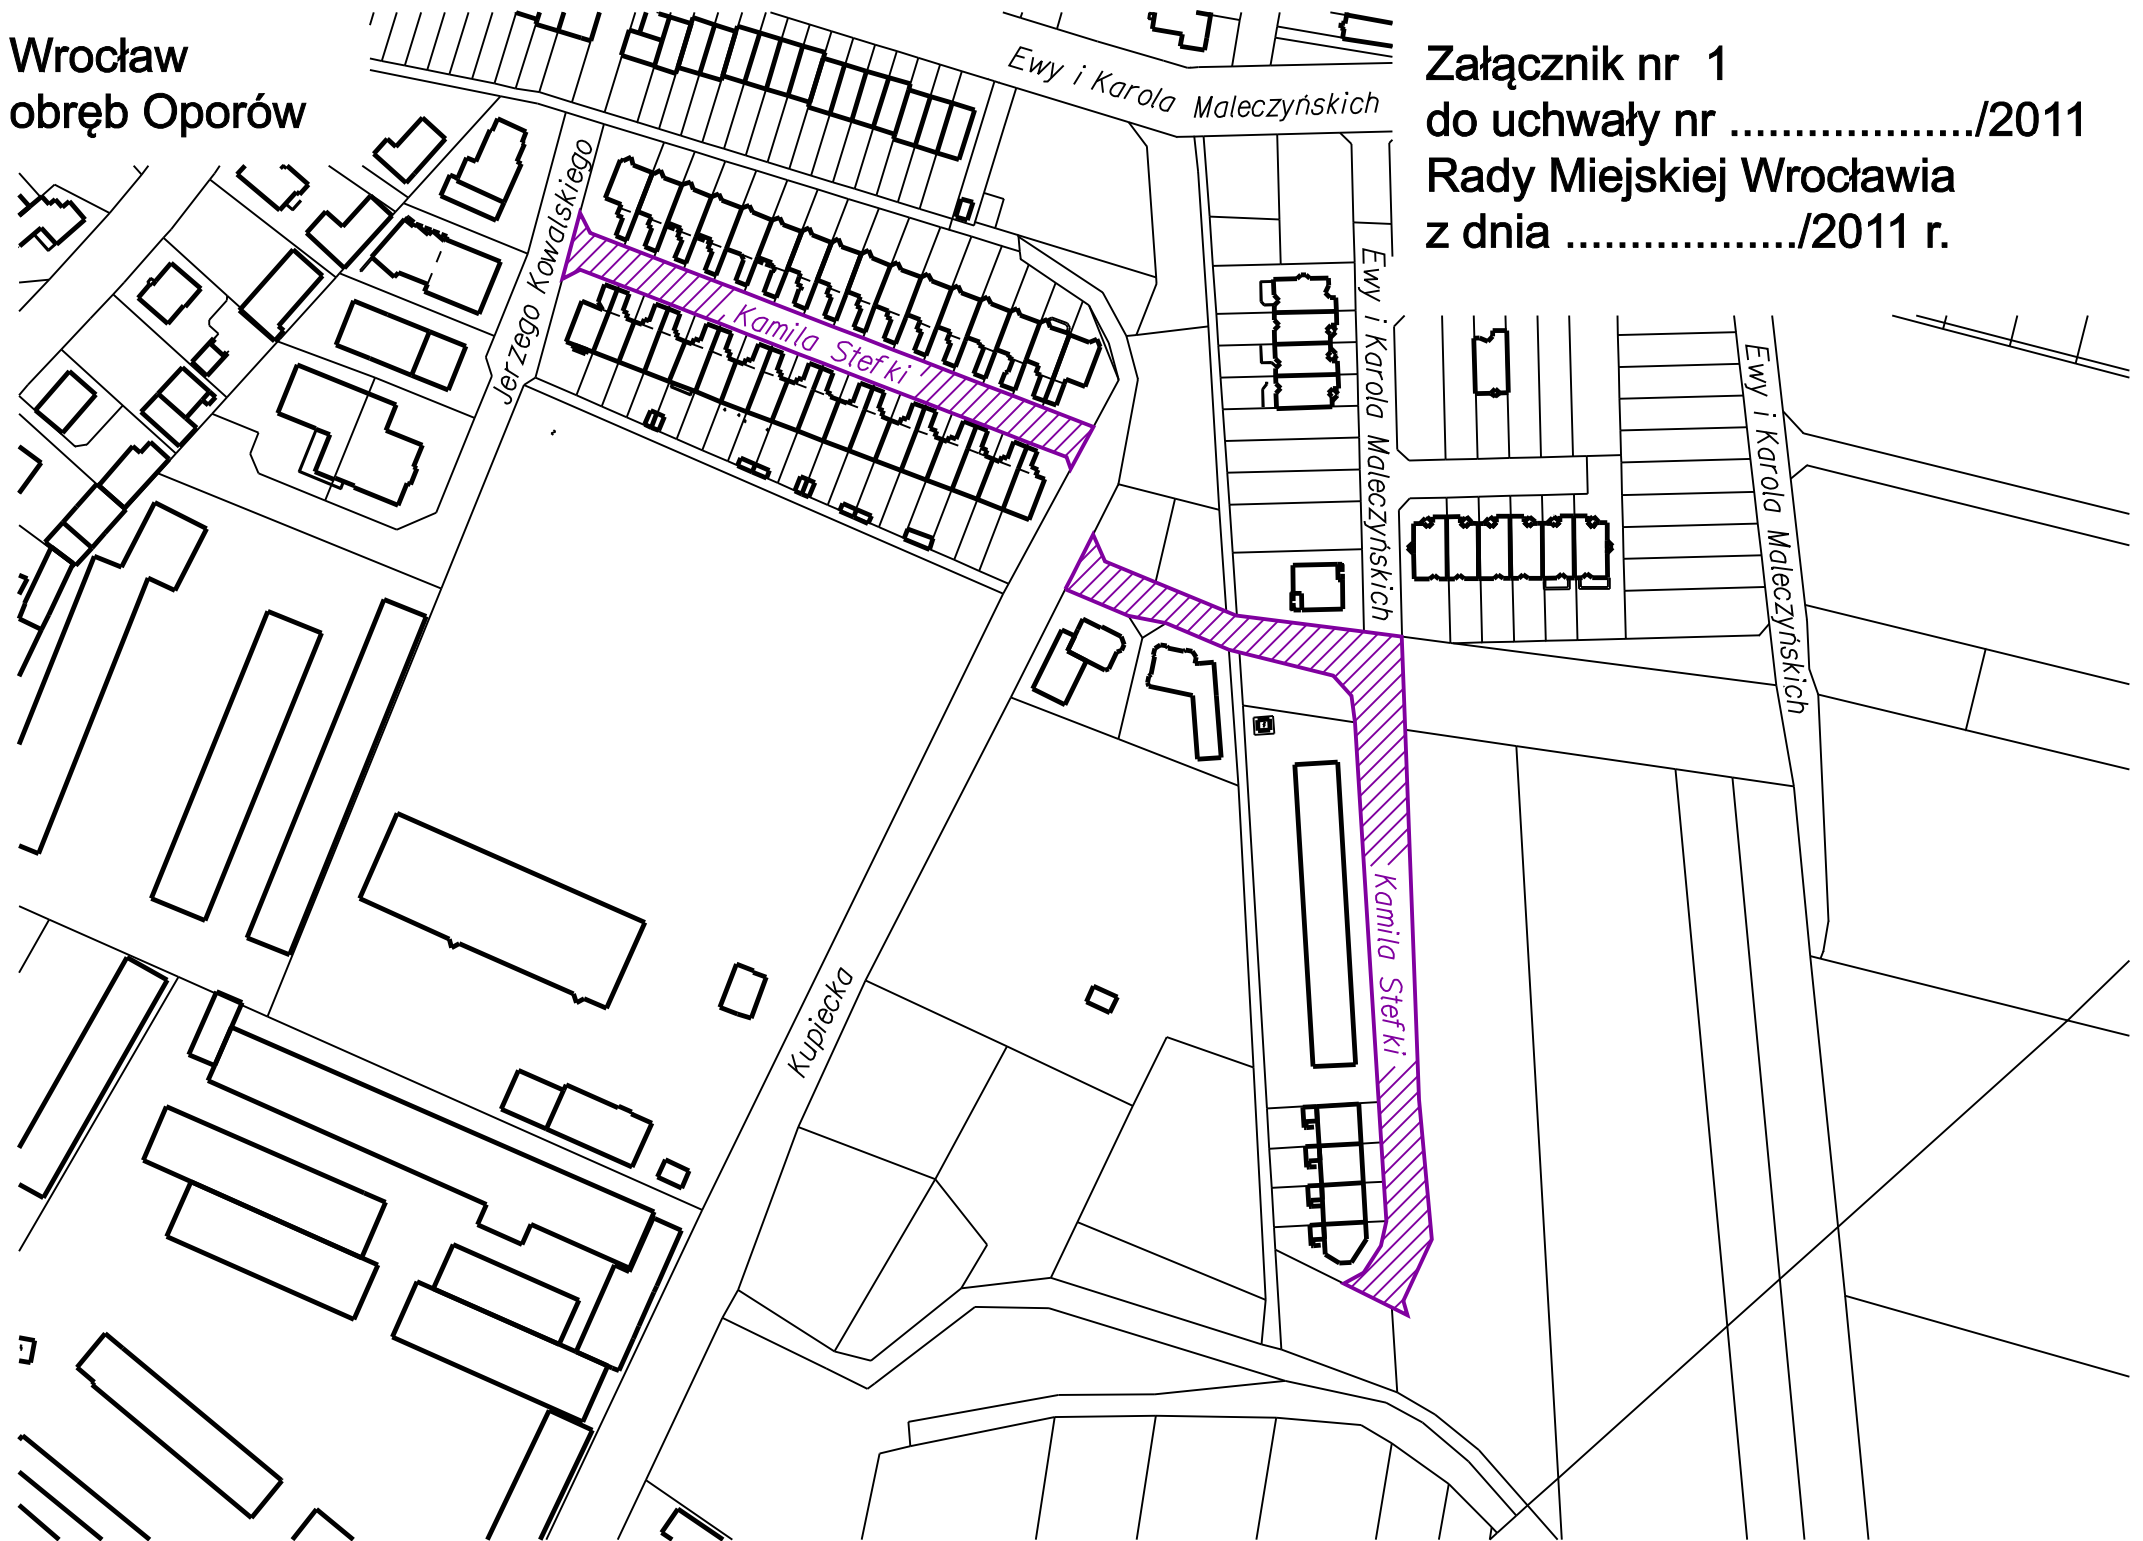 Wrocław
obręb Oporów
Załącznik nr 1
do uchwały nr .................../2011
Rady Miejskiej Wrocławia
z dnia ................../2011 r.
Ewy i Karola Maleczyńskich
Jerzego Kowalskiego
Kamila Stefki
Ewy i Karola Maleczyńskich
Ewy i Karola Maleczyńskich
Kamila Stefki
Kupiecka